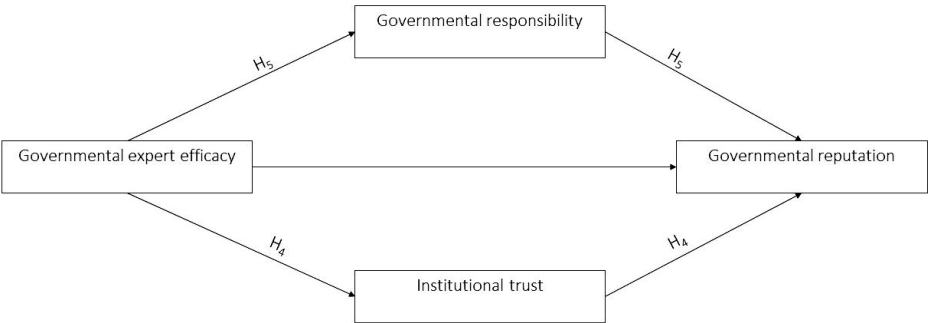 Governmental responsibility
H₅
H₅
Governmental expert efficacy
Governmental reputation
H₄
H₄
Institutional trust